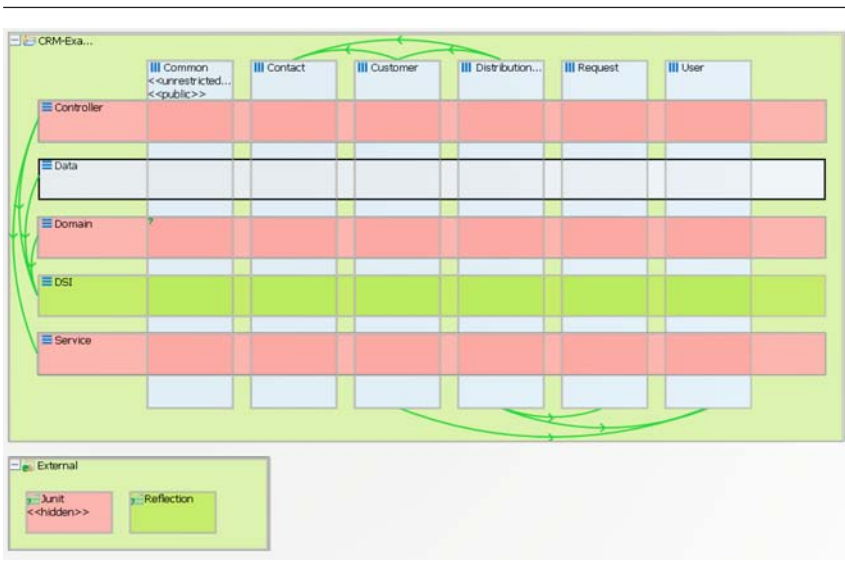 CRM-Exa...
Common
<<unrestricted...
<<public>>
Contact
Customer
Distribution...
Request
User
Controller
Data
Domain
?
DSI
Service
External
Junit
<<hidden>>
Reflection